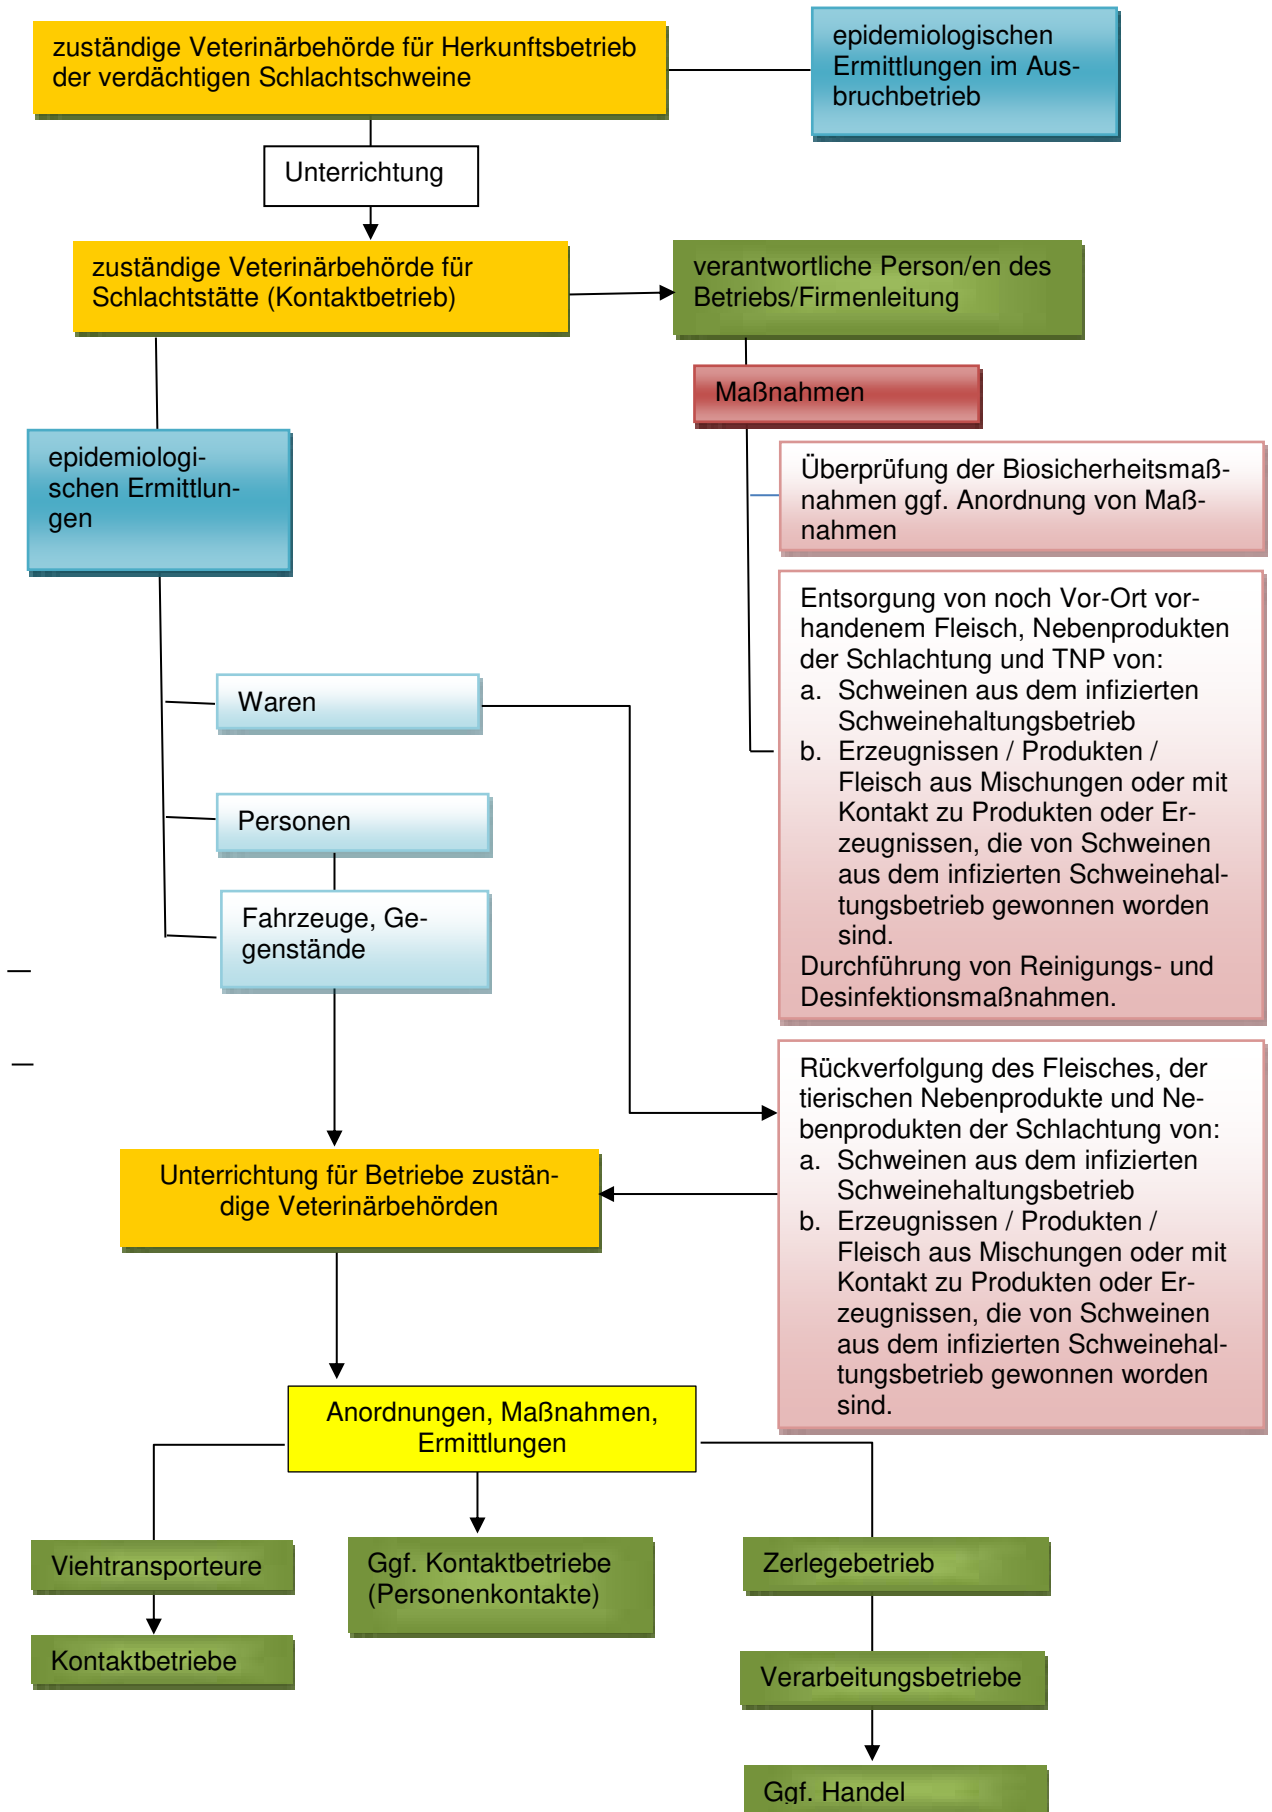 zuständige Veterinärbehörde für Herkunftsbetrieb
der verdächtigen Schlachtschweine
epidemiologischen
Ermittlungen im Aus-
bruchbetrieb
Unterrichtung
zuständige Veterinärbehörde für
Schlachtstätte (Kontaktbetrieb)
verantwortliche Person/en des
Betriebs/Firmenleitung
Maßnahmen
epidemiologi-
schen Ermittlun-
gen
Überprüfung der Biosicherheitsmaß-
nahmen ggf. Anordnung von Maß-
nahmen
Entsorgung von noch Vor-Ort vor-
handenem Fleisch, Nebenprodukten
der Schlachtung und TNP von:
a. Schweinen aus dem infizierten
Schweinehaltungsbetrieb
b. Erzeugnissen / Produkten /
Fleisch aus Mischungen oder mit
Kontakt zu Produkten oder Er-
zeugnissen, die von Schweinen
aus dem infizierten Schweinehal-
tungsbetrieb gewonnen worden
sind.
Durchführung von Reinigungs- und
Desinfektionsmaßnahmen.
Waren
Personen
Fahrzeuge, Ge-
genstände
Rückverfolgung des Fleisches, der
tierischen Nebenprodukte und Ne-
benprodukten der Schlachtung von:
a. Schweinen aus dem infizierten
Schweinehaltungsbetrieb
b. Erzeugnissen / Produkten /
Fleisch aus Mischungen oder mit
Kontakt zu Produkten oder Er-
zeugnissen, die von Schweinen
aus dem infizierten Schweinehal-
tungsbetrieb gewonnen worden
sind.
Unterrichtung für Betriebe zustän-
dige Veterinärbehörden
Anordnungen, Maßnahmen,
Ermittlungen
Viehtransporteure
Kontaktbetriebe
Ggf. Kontaktbetriebe
(Personenkontakte)
Zerlegebetrieb
Verarbeitungsbetriebe
Ggf. Handel